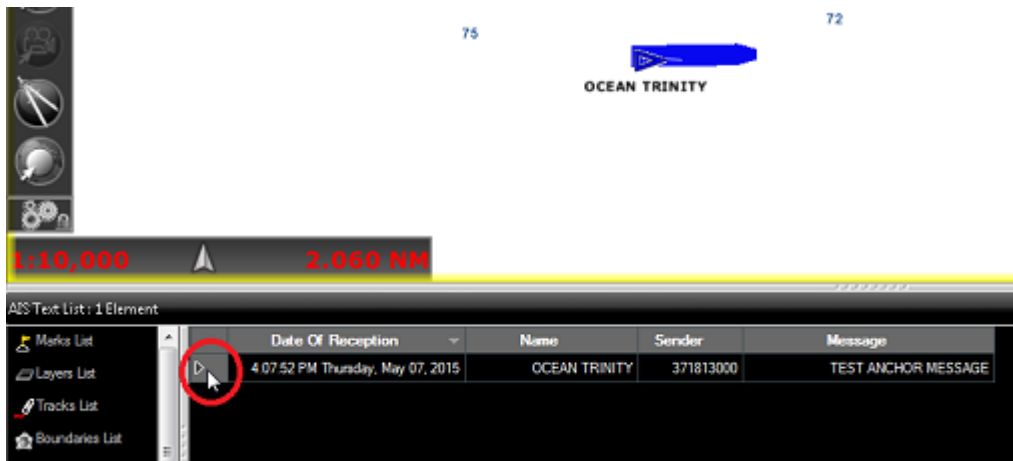 75
72
OCEAN TRINITY
1:10,000 2.060 NM
AIS Text List : 1 Element
Marks List
Layers List
Tracks List
Boundaries List
Date Of Reception Name Sender Message
4:07:52 PM Thursday, May 07, 2015 OCEAN TRINITY 371813000 TEST ANCHOR MESSAGE